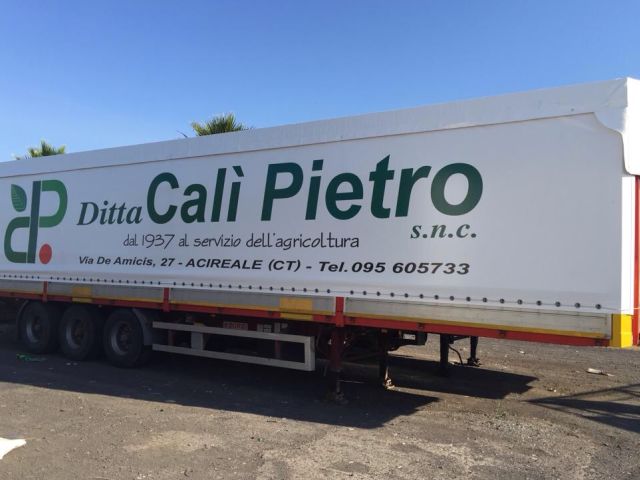 Ditta Calì Pietro
s.n.c.
dal 1937 al servizio dell'agricoltura
Via De Amicis, 27 - ACIREALE (CT) - Tel. 095 605733